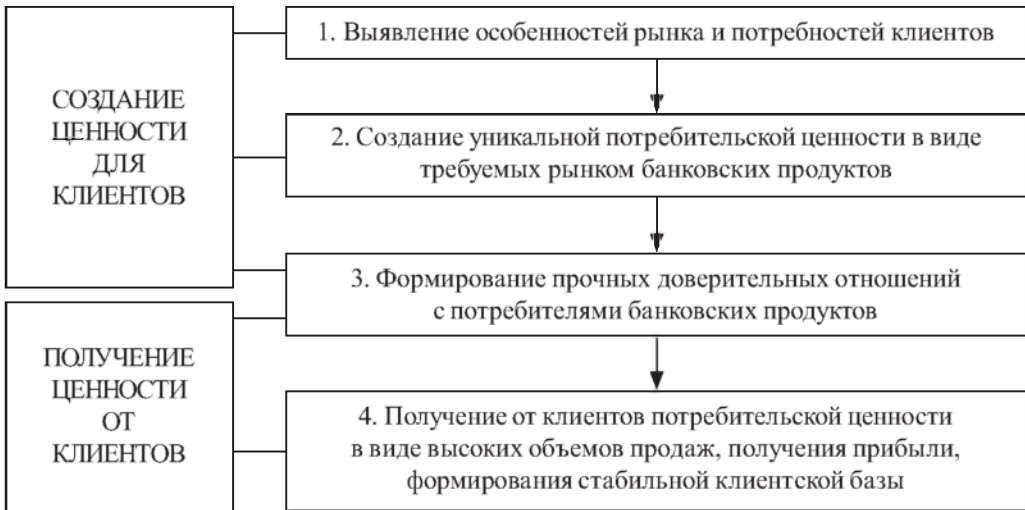 СОЗДАНИЕ
ЦЕННОСТИ
ДЛЯ
КЛИЕНТОВ
1. Выявление особенностей рынка и потребностей клиентов
2. Создание уникальной потребительской ценности в виде
требуемых рынком банковских продуктов
3. Формирование прочных доверительных отношений
с потребителями банковских продуктов
ПОЛУЧЕНИЕ
ЦЕННОСТИ
ОТ
КЛИЕНТОВ
4. Получение от клиентов потребительской ценности
в виде высоких объемов продаж, получения прибыли,
формирования стабильной клиентской базы